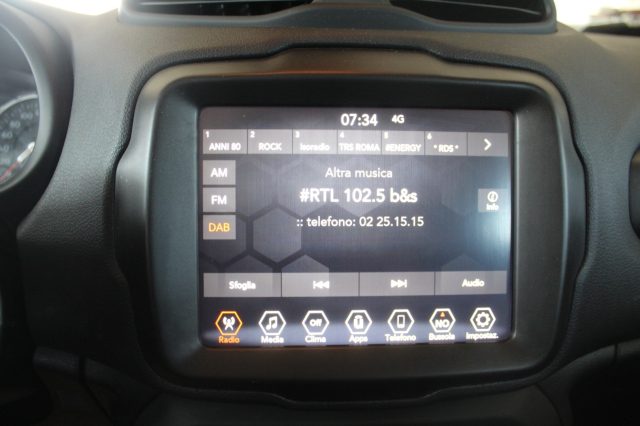 07:34 4G
1 2 3 4 5 6
ANNI 80 ROCK Isoradio TRS ROMA #ENERGY * RDS *
AM Altra musica
#RTL 102.5 b&s
FM Info
:: telefono: 02 25.15.15
DAB
Sfoglia Audio
Off NO
Radio Media Clima Apps Telefono Bussola Impostaz.